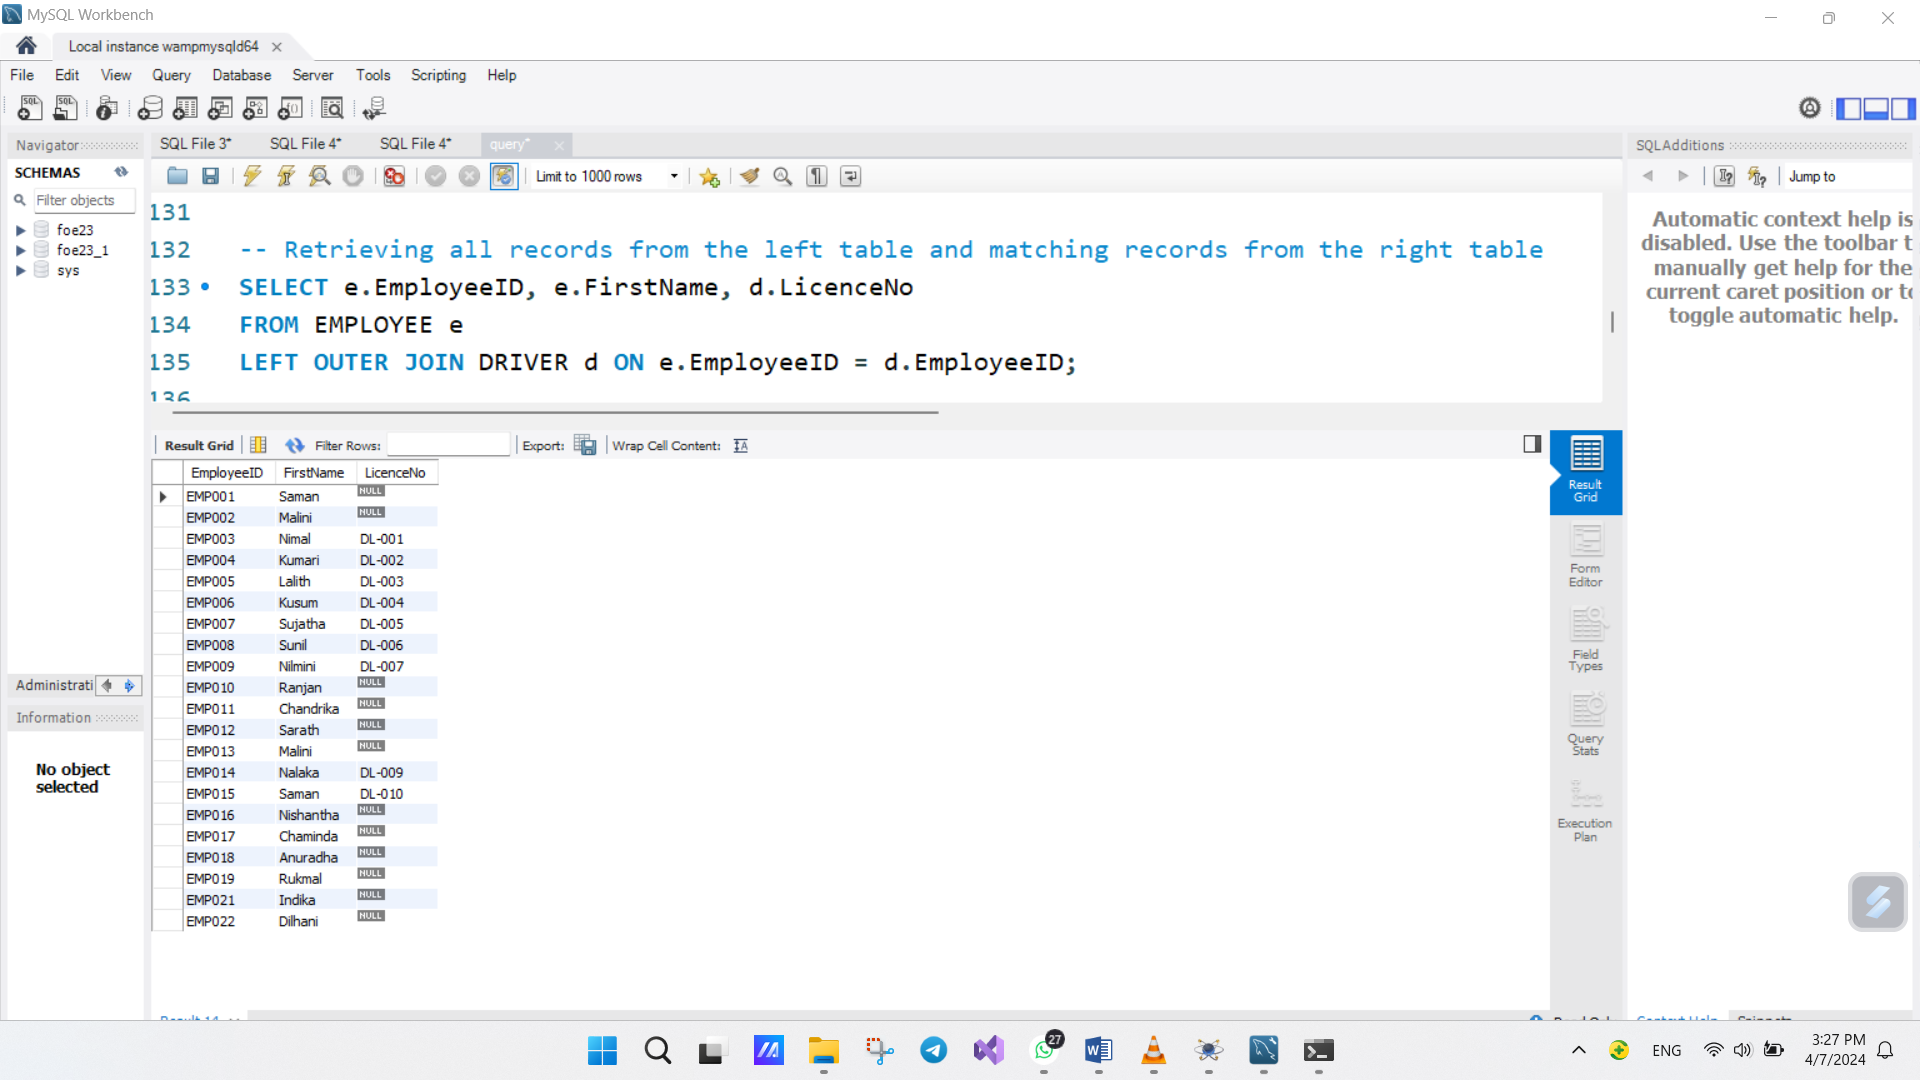 MySQL Workbench
Local instance wampmysqld64
File Edit View Query Database Server Tools Scripting Help
Navigator
SQL File 3* SQL File 4* SQL File 4* query*
SQLAdditions
SCHEMAS
Limit to 1000 rows
Jump to
Filter objects
foe23
foe23_1
sys
131
132 -- Retrieving all records from the left table and matching records from the right table
133 SELECT e.EmployeeID, e.FirstName, d.LicenceNo
134 FROM EMPLOYEE e
135 LEFT OUTER JOIN DRIVER d ON e.EmployeeID = d.EmployeeID;
136
Automatic context help is
disabled. Use the toolbar t
manually get help for the
current caret position or to
toggle automatic help.
Result Grid Filter Rows: Export: Wrap Cell Content:
EmployeeID FirstName LicenceNo
EMP001 Saman NULL
EMP002 Malini NULL
EMP003 Nimal DL-001
EMP004 Kumari DL-002
EMP005 Lalith DL-003
EMP006 Kusum DL-004
EMP007 Sujatha DL-005
EMP008 Sunil DL-006
EMP009 Nilmini DL-007
EMP010 Ranjan NULL
EMP011 Chandrika NULL
EMP012 Sarath NULL
EMP013 Malini NULL
EMP014 Nalaka DL-009
EMP015 Saman DL-010
EMP016 Nishantha NULL
EMP017 Chaminda NULL
EMP018 Anuradha NULL
EMP019 Rukmal NULL
EMP021 Indika NULL
EMP022 Dilhani NULL
Result
Grid
Form
Editor
Field
Types
Query
Stats
Execution
Plan
Administrati
Information
No object
selected
Result 14
Context Help Snippets
27
ENG
3:27 PM
4/7/2024